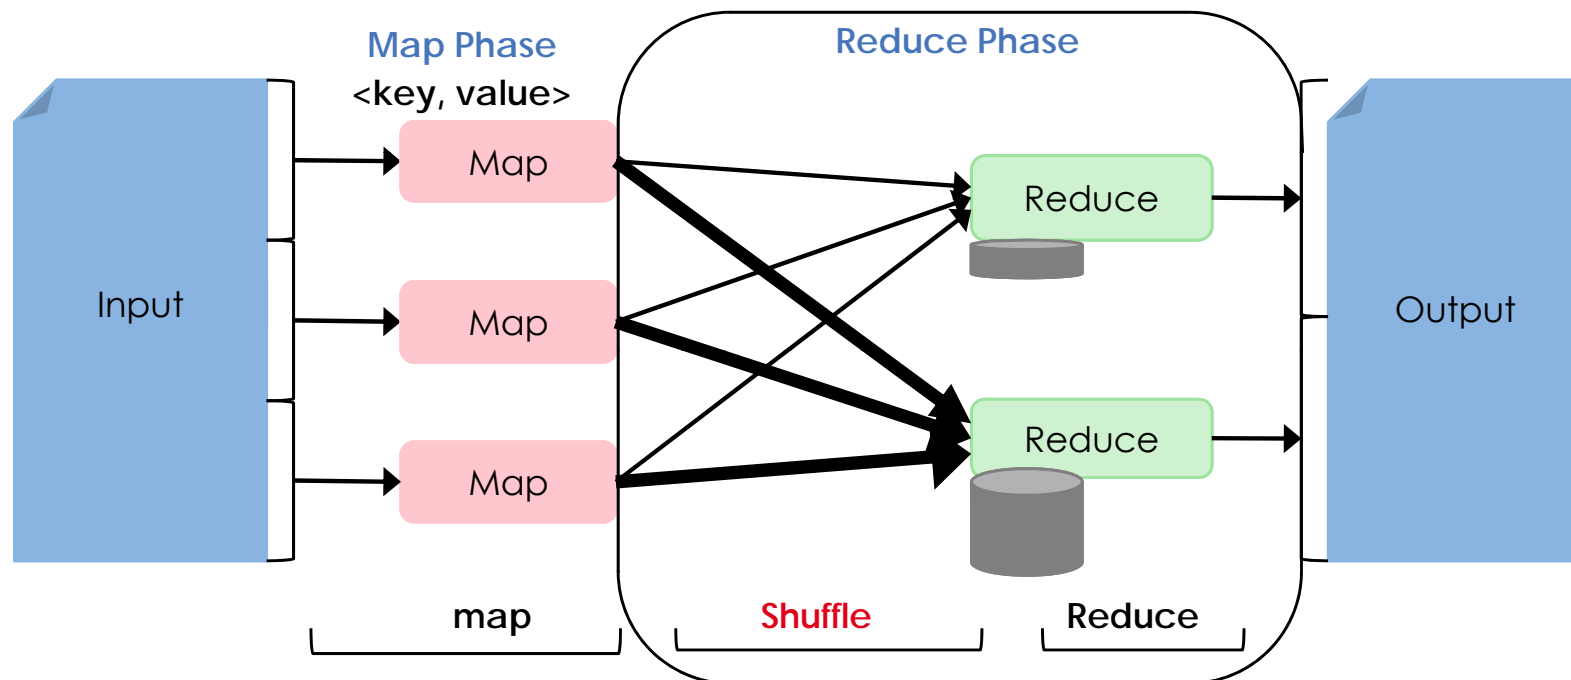 Map Phase
<key, value>
Reduce Phase
Input
Map
Map
Map
Reduce
Reduce
Output
map
Shuffle
Reduce